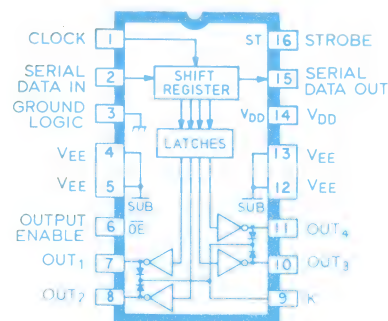 CLOCK 1 ST 16 STROBE
SERIAL DATA IN 2 SHIFT REGISTER 15 SERIAL DATA OUT
GROUND LOGIC 3 VDD 14 VDD
LATCHES
VEE 4 13 VEE
VEE 5 12 VEE
SUB SUB
OUTPUT ENABLE 6 OE 11 OUT4
OUT1 7 10 OUT3
OUT2 8 9 K